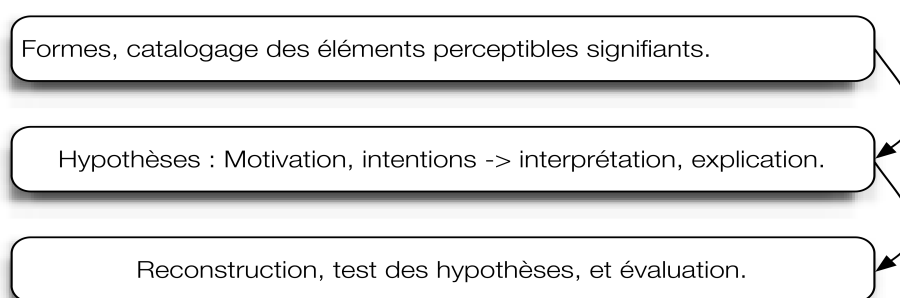 Formes, catalogage des éléments perceptibles signifiants.
Hypothèses : Motivation, intentions -> interprétation, explication.
Reconstruction, test des hypothèses, et évaluation.